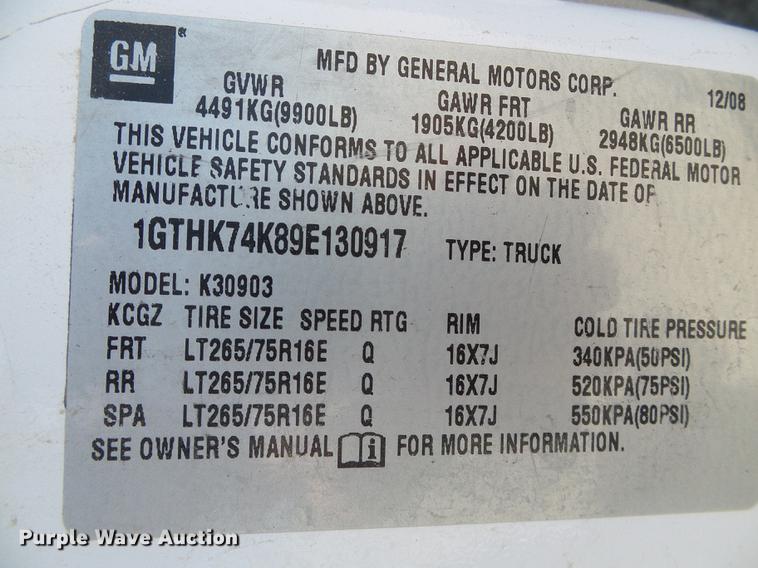 GM
MFD BY GENERAL MOTORS CORP. 12/08
GVWR GAWR FRT GAWR RR
4491KG(9900LB) 1905KG(4200LB) 2948KG(6500LB)
THIS VEHICLE CONFORMS TO ALL APPLICABLE U.S. FEDERAL MOTOR
VEHICLE SAFETY STANDARDS IN EFFECT ON THE DATE OF
MANUFACTURE SHOWN ABOVE.
1GTHK74K89E130917 TYPE: TRUCK
MODEL: K30903
KCGZ TIRE SIZE SPEED RTG RIM COLD TIRE PRESSURE
FRT LT265/75R16E Q 16X7J 340KPA(50PSI)
RR LT265/75R16E Q 16X7J 520KPA(75PSI)
SPA LT265/75R16E Q 16X7J 550KPA(80PSI)
SEE OWNER'S MANUAL i FOR MORE INFORMATION.
Purple Wave Auction